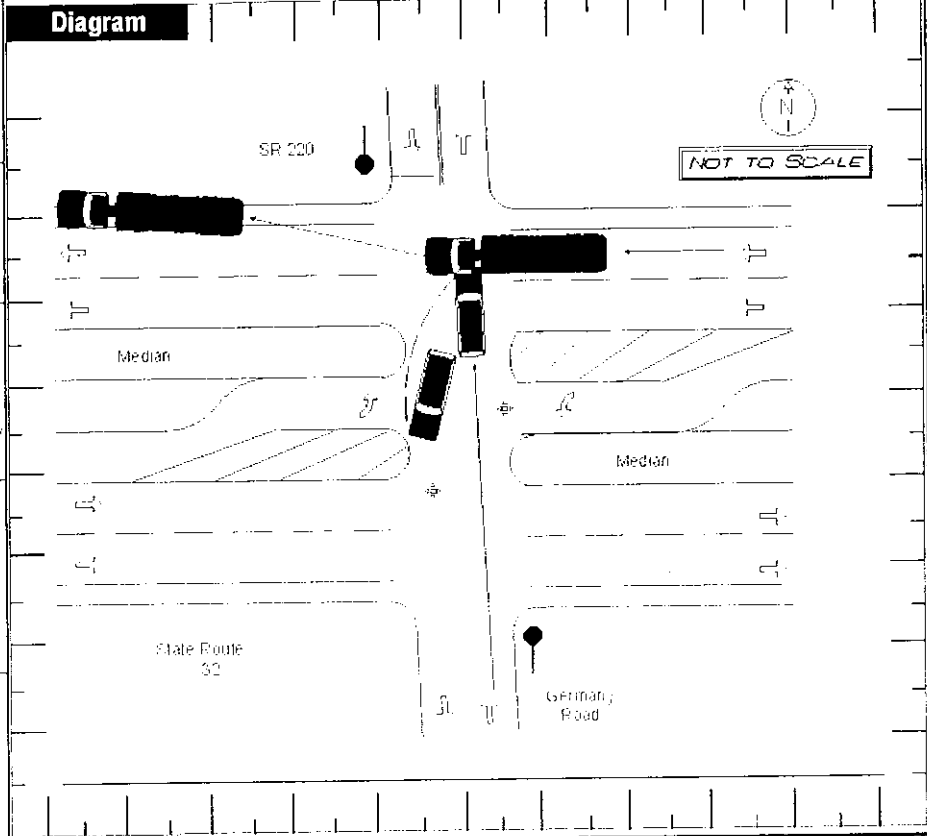 Diagram
N
SR 220
NOT TO SCALE
Median
Median
State Route
32
Germany
Road